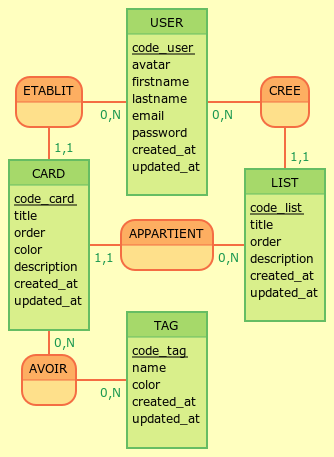 USER
code_user
avatar
firstname
lastname
email
password
created_at
updated_at
ETABLIT
0,N
1,1
CREE
0,N
1,1
CARD
code_card
title
order
color
description
created_at
updated_at
APPARTIENT
1,1
0,N
LIST
code_list
title
order
description
created_at
updated_at
AVOIR
0,N
0,N
TAG
code_tag
name
color
created_at
updated_at